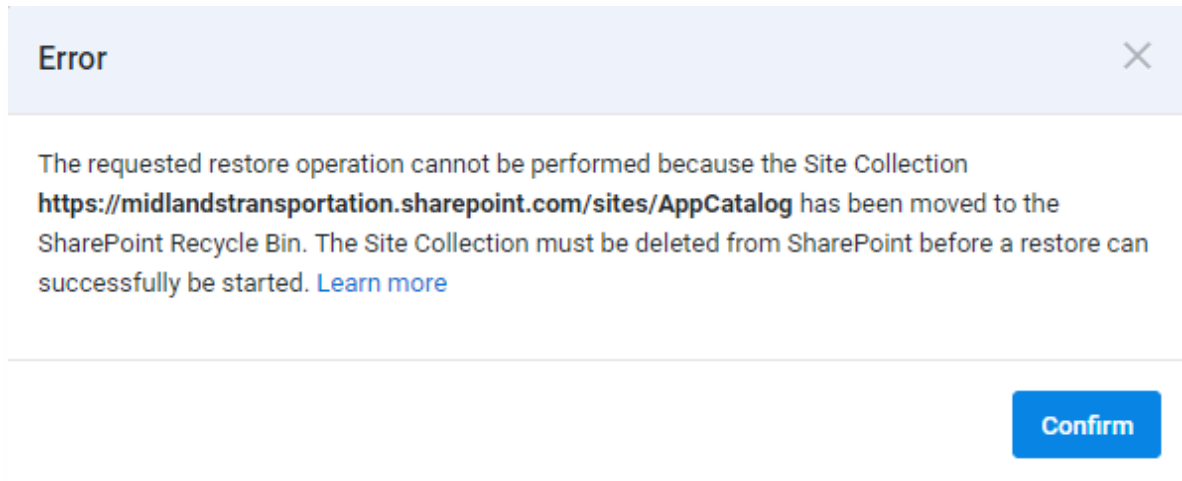 Error
The requested restore operation cannot be performed because the Site Collection
https://midlandstransportation.sharepoint.com/sites/AppCatalog has been moved to the
SharePoint Recycle Bin. The Site Collection must be deleted from SharePoint before a restore can
successfully be started. Learn more
Confirm